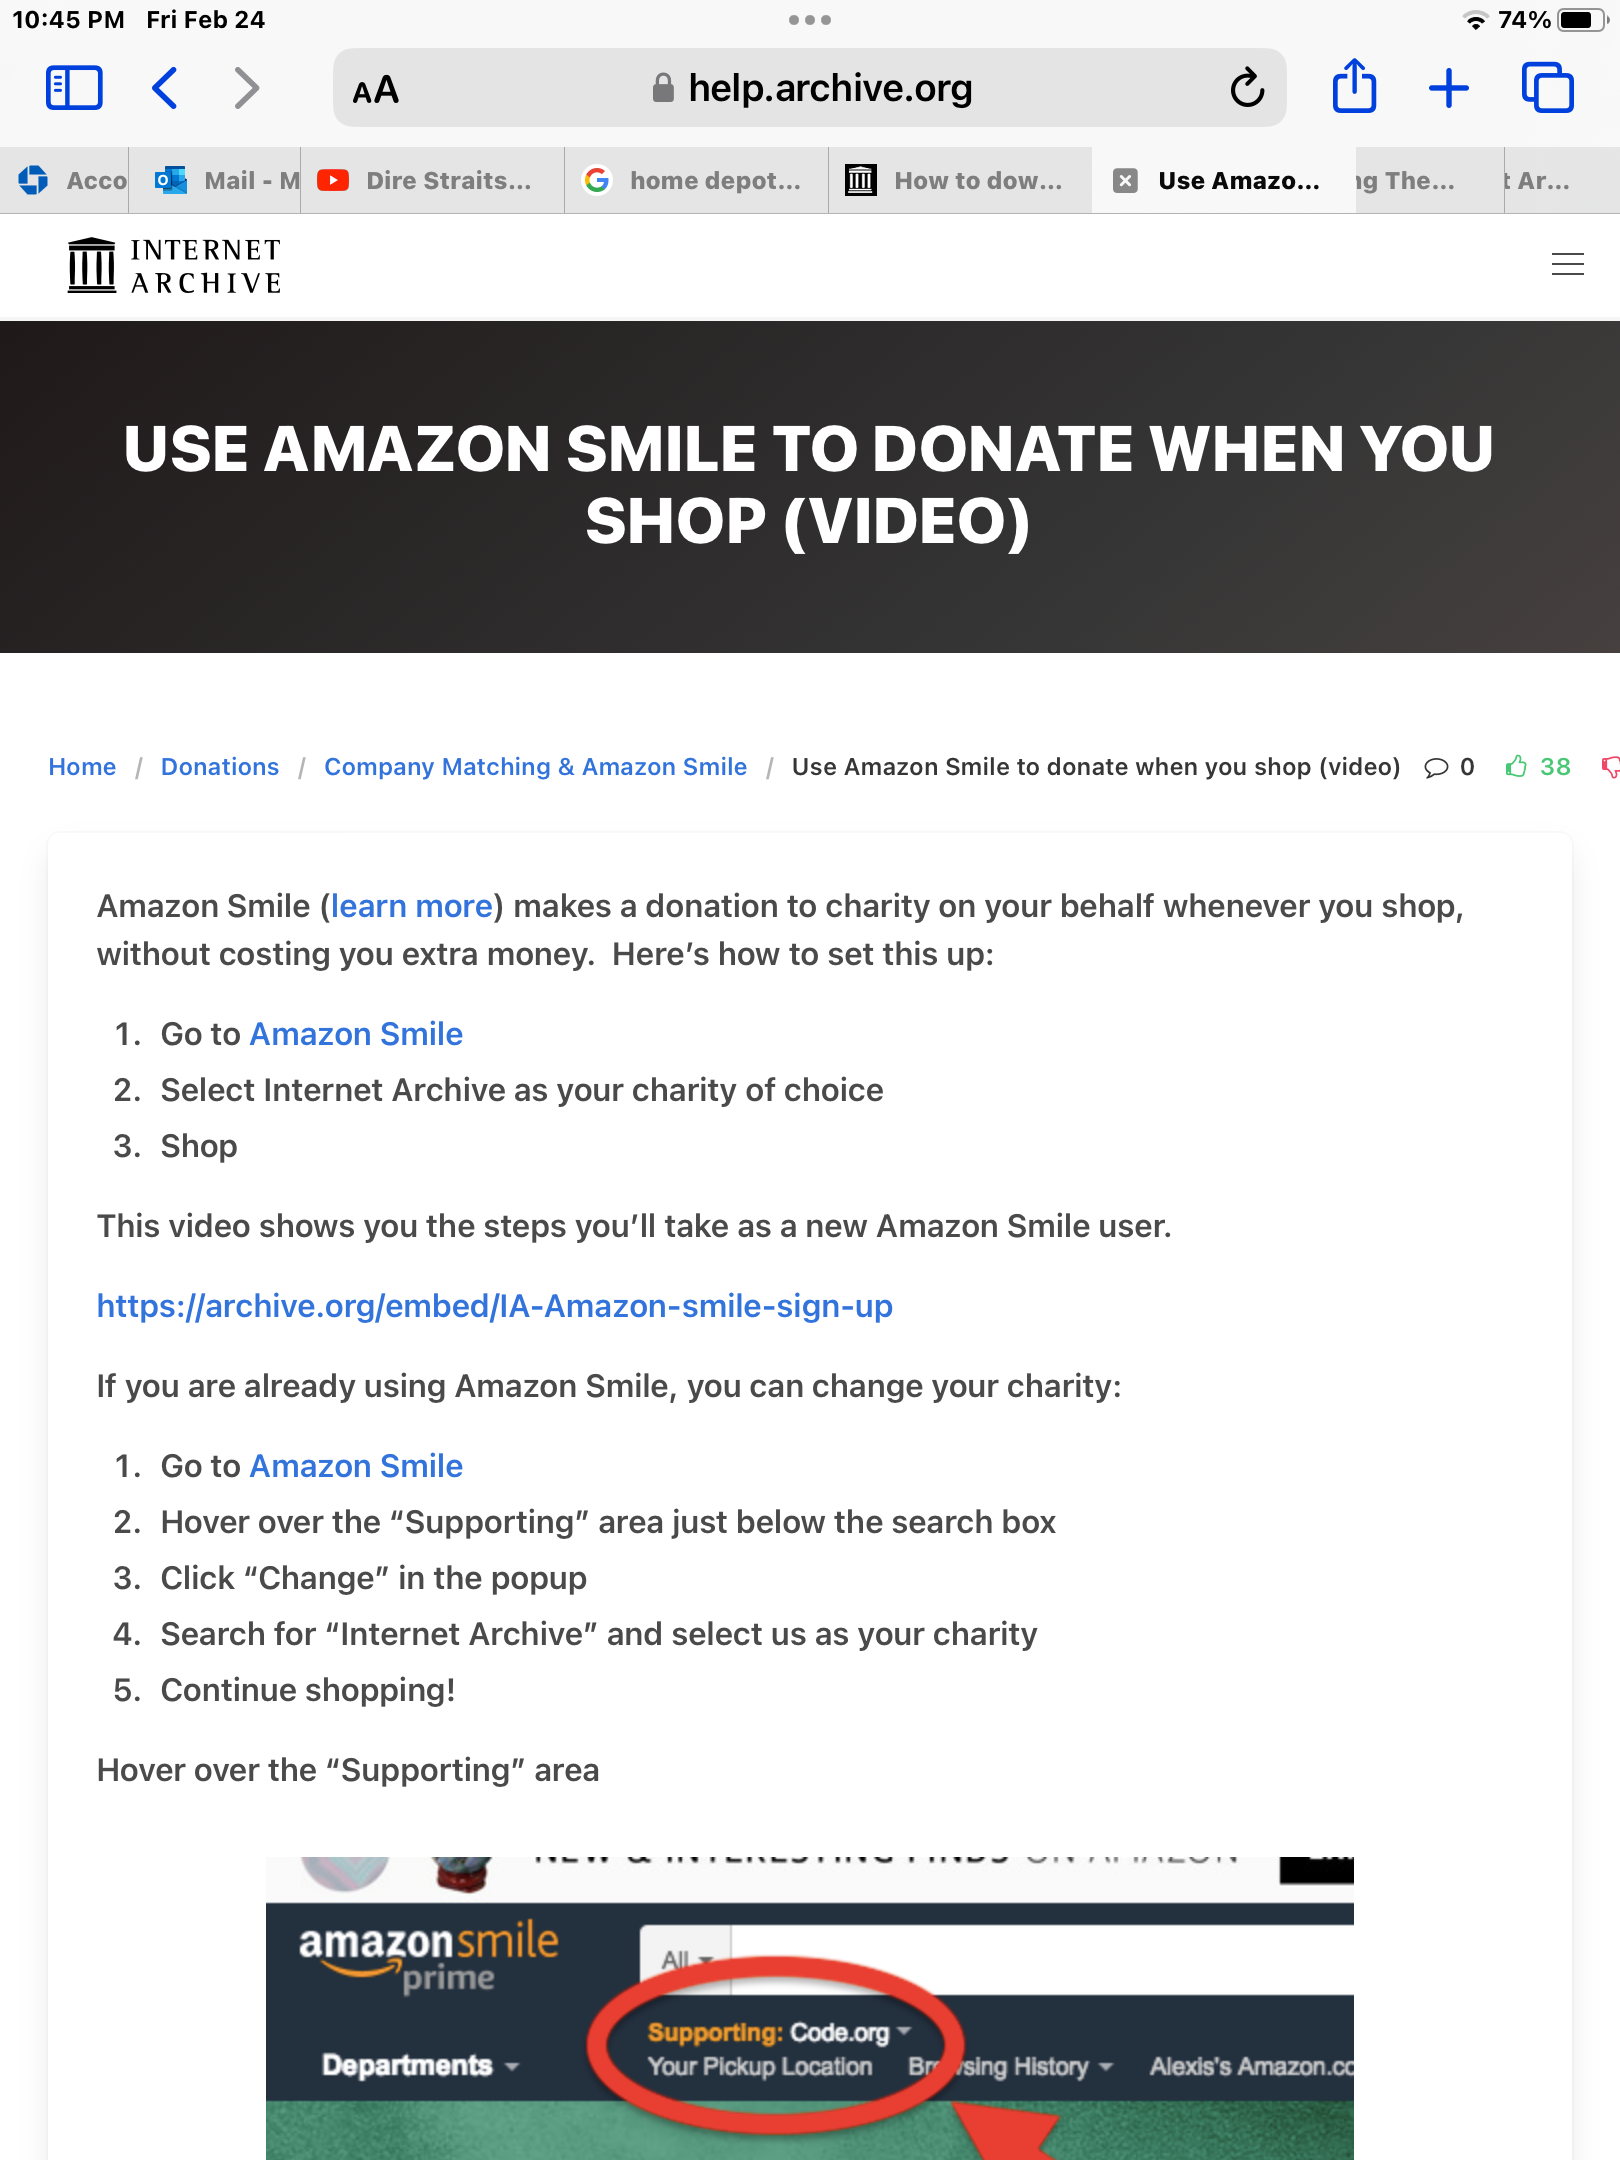 10:45 PM Fri Feb 24 74%
AA help.archive.org
Acco Mail - M Dire Straits... home depot... How to dow... Use Amazo... ng The... t Ar...
INTERNET
ARCHIVE
USE AMAZON SMILE TO DONATE WHEN YOU
SHOP (VIDEO)
Home / Donations / Company Matching & Amazon Smile / Use Amazon Smile to donate when you shop (video) 0 38
Amazon Smile (learn more) makes a donation to charity on your behalf whenever you shop,
without costing you extra money. Here’s how to set this up:
1. Go to Amazon Smile
2. Select Internet Archive as your charity of choice
3. Shop
This video shows you the steps you’ll take as a new Amazon Smile user.
https://archive.org/embed/IA-Amazon-smile-sign-up
If you are already using Amazon Smile, you can change your charity:
1. Go to Amazon Smile
2. Hover over the “Supporting” area just below the search box
3. Click “Change” in the popup
4. Search for “Internet Archive” and select us as your charity
5. Continue shopping!
Hover over the “Supporting” area
NEW & INTERESTING FINDS ON AMAZON
amazonsmile
prime
All
Supporting: Code.org
Departments Your Pickup Location Browsing History Alexis's Amazon.co